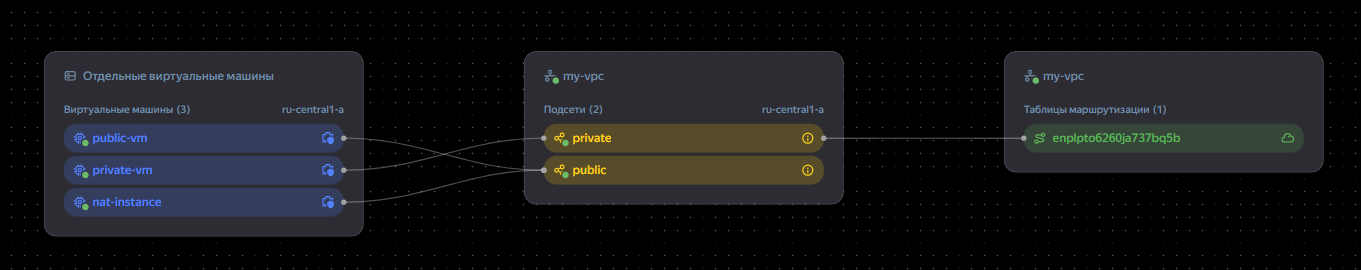 Отдельные виртуальные машины
Виртуальные машины (3) ru-central1-a
public-vm
private-vm
nat-instance
my-vpc
Подсети (2) ru-central1-a
private
public
my-vpc
Таблицы маршрутизации (1)
enplpto6260ja737bq5b